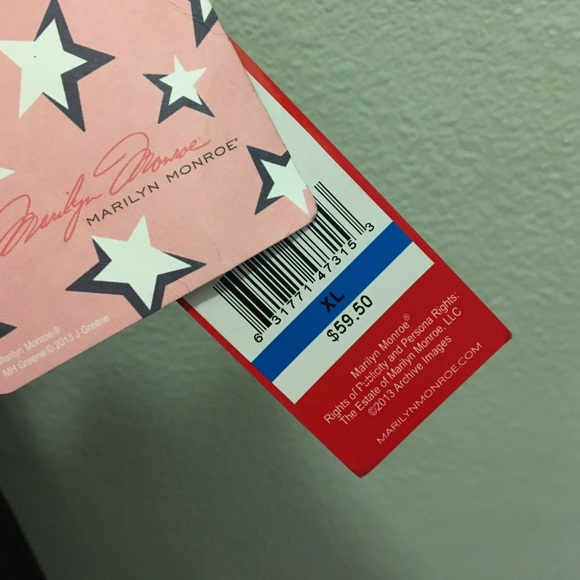 Marilyn Monroe
MARILYN MONROE®
Marilyn Monroe®
MH Greene © 2013 J Greene
6 31771 47315 3
XL
$59.50
Marilyn Monroe®
Rights of Publicity and Persona Rights:
The Estate of Marilyn Monroe, LLC
©2013 Archive Images
MARILYNMONROE.COM